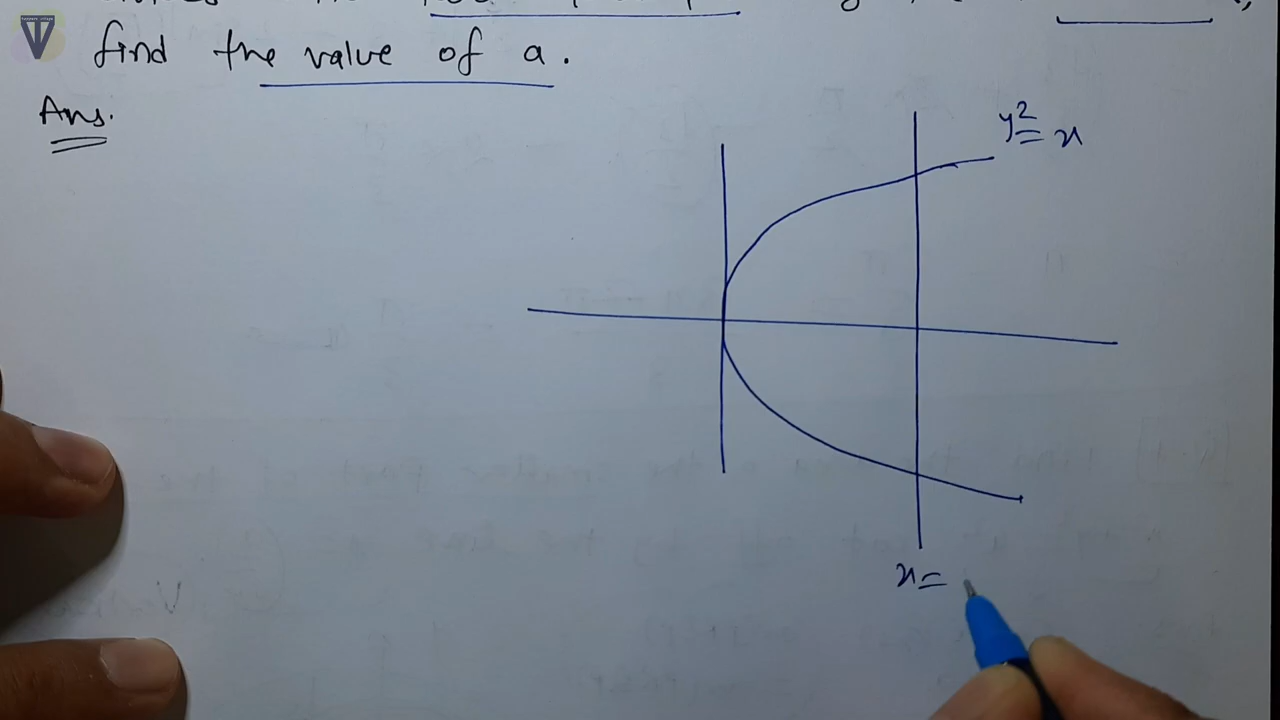 find the value of a.
Ans.
y² = x
x =